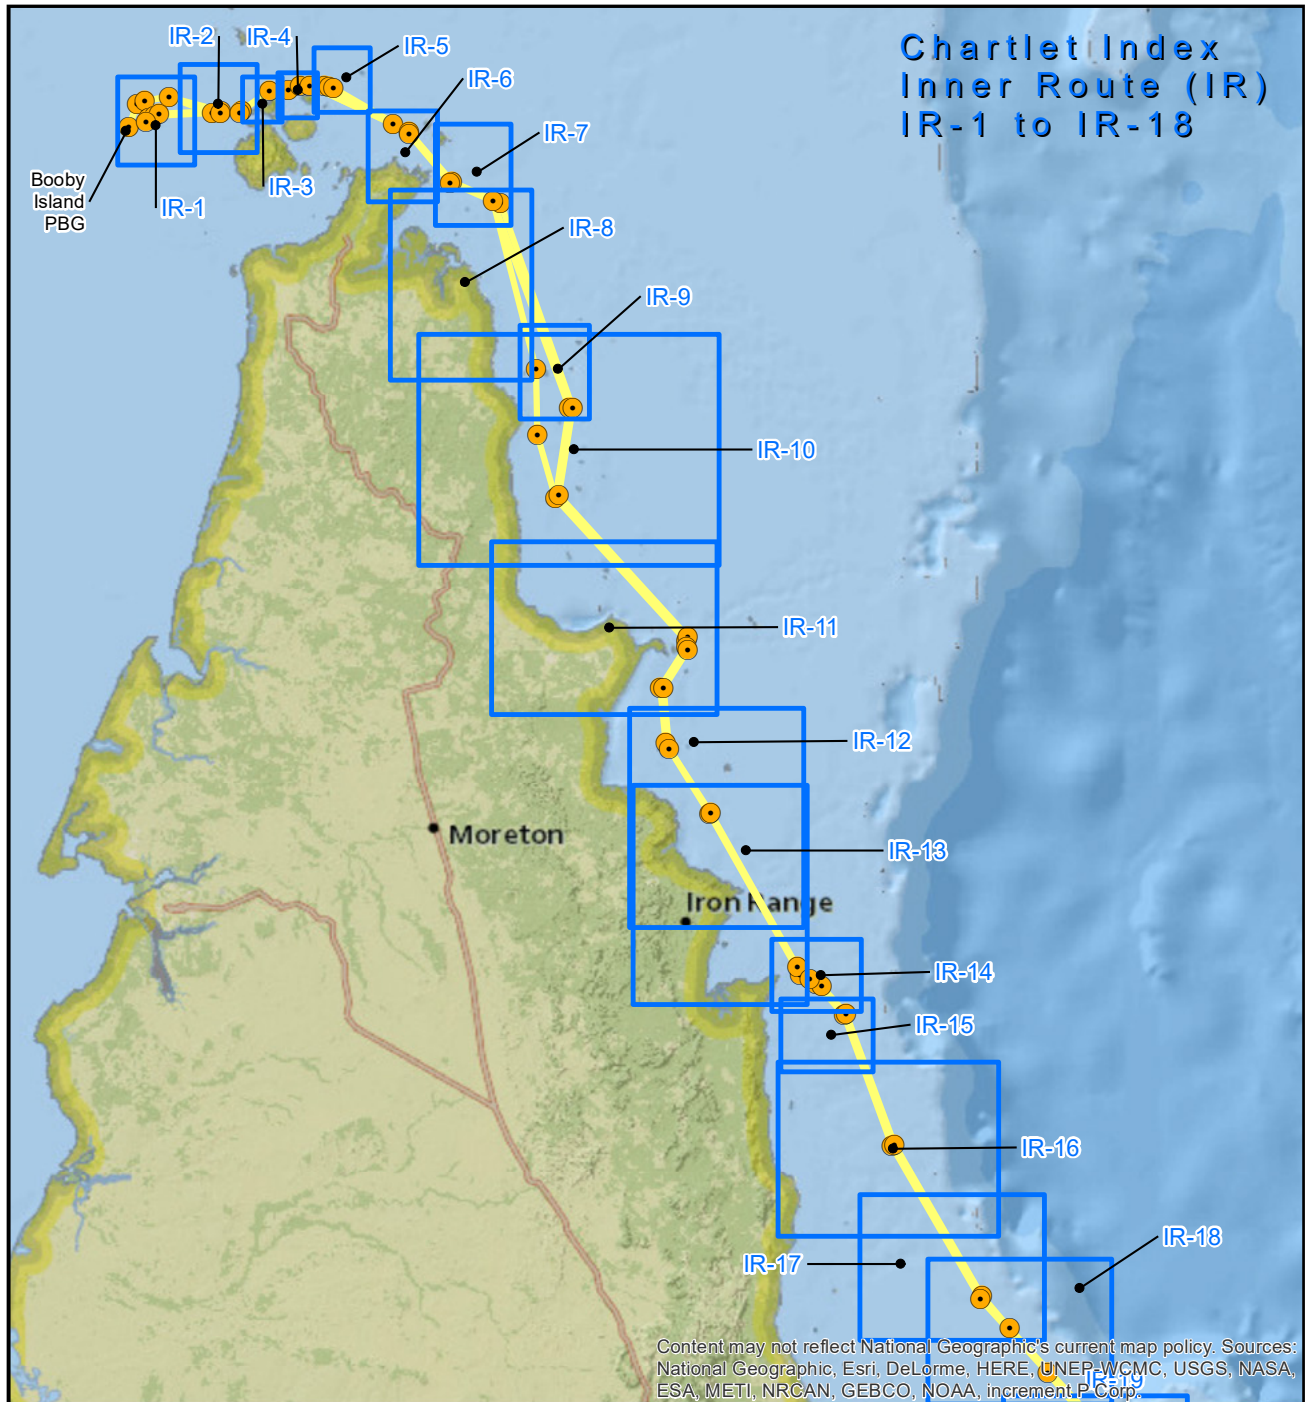 Chartlet Index
Inner Route (IR)
IR-1 to IR-18
IR-2
IR-4
IR-5
IR-6
IR-7
Booby
Island
PBG
IR-1
IR-3
IR-8
IR-9
IR-10
IR-11
IR-12
Moreton
IR-13
Iron Range
IR-14
IR-15
IR-16
IR-17
IR-18
Content may not reflect National Geographic's current map policy. Sources:
National Geographic, Esri, DeLorme, HERE, UNEP-WCMC, USGS, NASA,
ESA, METI, NRCAN, GEBCO, NOAA, increment P Corp.
IR-19